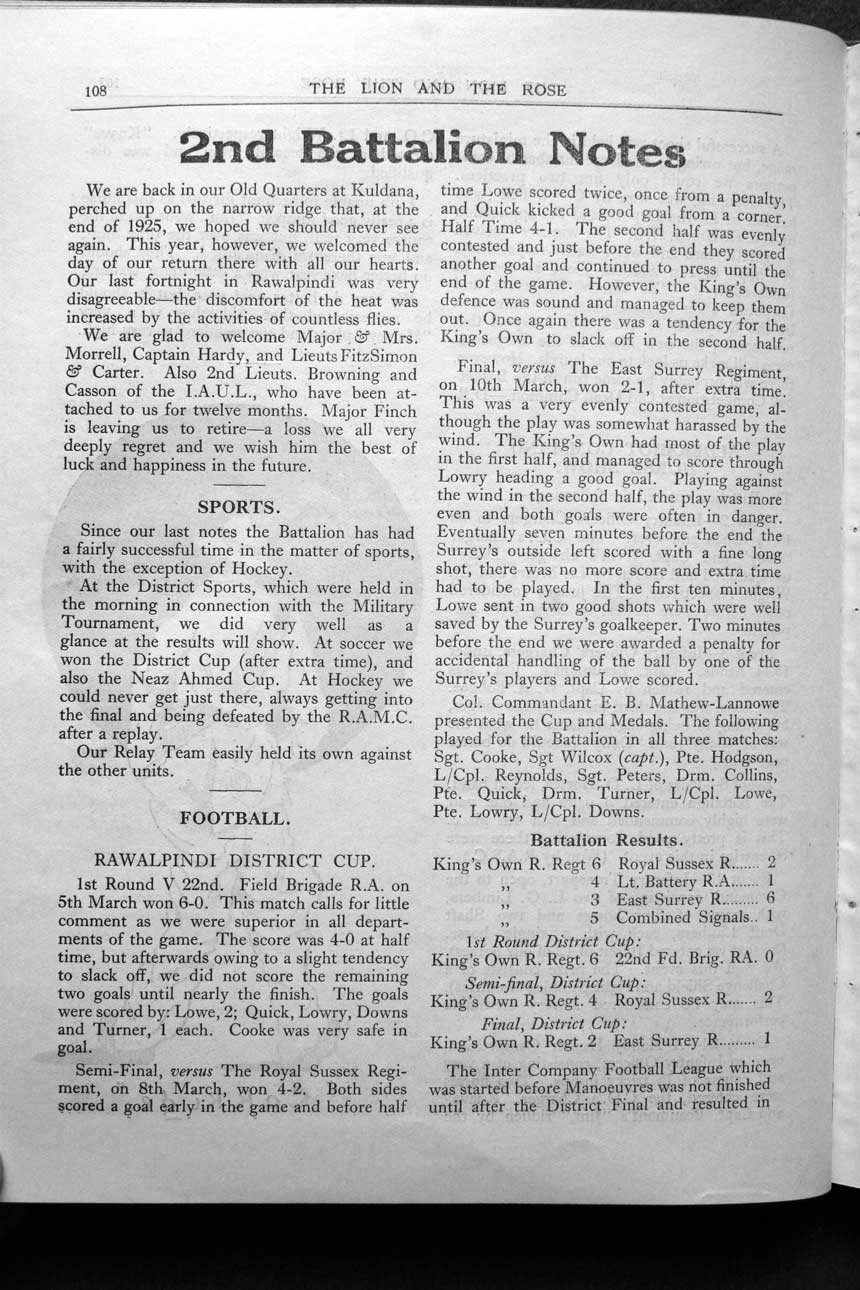 108
THE LION AND THE ROSE
2nd Battalion Notes
We are back in our Old Quarters at Kuldana,
perched up on the narrow ridge that, at the
end of 1925, we hoped we should never see
again. This year, however, we welcomed the
day of our return there with all our hearts.
Our last fortnight in Rawalpindi was very
disagreeable—the discomfort of the heat was
increased by the activities of countless flies.
We are glad to welcome Major & Mrs.
Morrell, Captain Hardy, and Lieuts FitzSimon
& Carter. Also 2nd Lieuts. Browning and
Casson of the I.A.U.L., who have been at-
tached to us for twelve months. Major Finch
is leaving us to retire—a loss we all very
deeply regret and we wish him the best of
luck and happiness in the future.
SPORTS.
Since our last notes the Battalion has had
a fairly successful time in the matter of sports,
with the exception of Hockey.
At the District Sports, which were held in
the morning in connection with the Military
Tournament, we did very well as a
glance at the results will show. At soccer we
won the District Cup (after extra time), and
also the Neaz Ahmed Cup. At Hockey we
could never get just there, always getting into
the final and being defeated by the R.A.M.C.
after a replay.
Our Relay Team easily held its own against
the other units.
FOOTBALL.
RAWALPINDI DISTRICT CUP.
1st Round V 22nd. Field Brigade R.A. on
5th March won 6-0. This match calls for little
comment as we were superior in all depart-
ments of the game. The score was 4-0 at half
time, but afterwards owing to a slight tendency
to slack off, we did not score the remaining
two goals until nearly the finish. The goals
were scored by: Lowe, 2; Quick, Lowry, Downs
and Turner, 1 each. Cooke was very safe in
goal.
Semi-Final, versus The Royal Sussex Regi-
ment, on 8th March, won 4-2. Both sides
scored a goal early in the game and before half
time Lowe scored twice, once from a penalty,
and Quick kicked a good goal from a corner.
Half Time 4-1. The second half was evenly
contested and just before the end they scored
another goal and continued to press until the
end of the game. However, the King's Own
defence was sound and managed to keep them
out. Once again there was a tendency for the
King's Own to slack off in the second half.
Final, versus The East Surrey Regiment,
on 10th March, won 2-1, after extra time.
This was a very evenly contested game, al-
though the play was somewhat harassed by the
wind. The King's Own had most of the play
in the first half, and managed to score through
Lowry heading a good goal. Playing against
the wind in the second half, the play was more
even and both goals were often in danger.
Eventually seven minutes before the end the
Surrey's outside left scored with a fine long
shot, there was no more score and extra time
had to be played. In the first ten minutes,
Lowe sent in two good shots which were well
saved by the Surrey's goalkeeper. Two minutes
before the end we were awarded a penalty for
accidental handling of the ball by one of the
Surrey's players and Lowe scored.
Col. Commandant E. B. Mathew-Lannowe
presented the Cup and Medals. The following
played for the Battalion in all three matches:
Sgt. Cooke, Sgt Wilcox (capt.), Pte. Hodgson,
L/Cpl. Reynolds, Sgt. Peters, Drm. Collins,
Pte. Quick, Drm. Turner, L/Cpl. Lowe,
Pte. Lowry, L/Cpl. Downs.
Battalion Results.
King's Own R. Regt 6 Royal Sussex R....... 2
,, 4 Lt. Battery R.A...... 1
,, 3 East Surrey R......... 6
,, 5 Combined Signals.. 1
1st Round District Cup:
King's Own R. Regt. 6 22nd Fd. Brig. RA. 0
Semi-final, District Cup:
King's Own R. Regt. 4 Royal Sussex R....... 2
Final, District Cup:
King's Own R. Regt. 2 East Surrey R......... 1
The Inter Company Football League which
was started before Manoeuvres was not finished
until after the District Final and resulted in